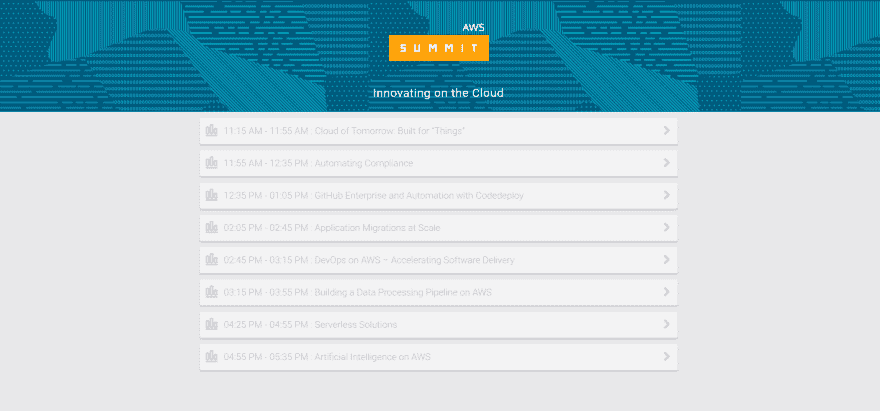 AWS
SUMMIT
Innovating on the Cloud
11:15 AM - 11:55 AM : Cloud of Tomorrow: Built for "Things"
11:55 AM - 12:35 PM : Automating Compliance
12:35 PM - 01:05 PM : GitHub Enterprise and Automation with Codedeploy
02:05 PM - 02:45 PM : Application Migrations at Scale
02:45 PM - 03:15 PM : DevOps on AWS – Accelerating Software Delivery
03:15 PM - 03:55 PM : Building a Data Processing Pipeline on AWS
04:25 PM - 04:55 PM : Serverless Solutions
04:55 PM - 05:35 PM : Artificial Intelligence on AWS